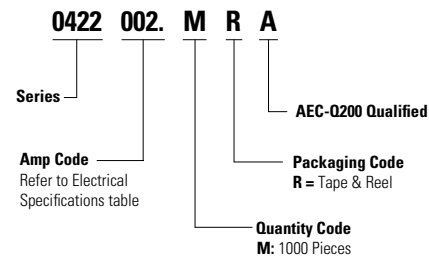 0422 002. M R A
Series
AEC-Q200 Qualified
Amp Code
Refer to Electrical
Specifications table
Packaging Code
R = Tape & Reel
Quantity Code
M: 1000 Pieces